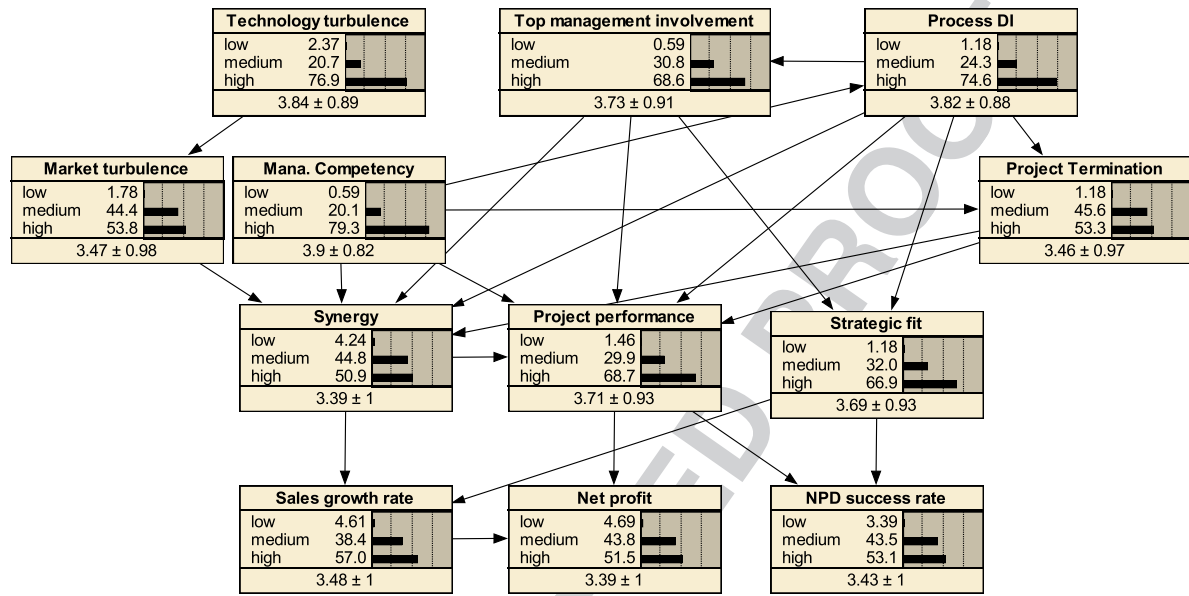 Technology turbulence
low 2.37
medium 20.7
high 76.9
3.84 ± 0.89
Top management involvement
low 0.59
medium 30.8
high 68.6
3.73 ± 0.91
Process DI
low 1.18
medium 24.3
high 74.6
3.82 ± 0.88
Market turbulence
low 1.78
medium 44.4
high 53.8
3.47 ± 0.98
Mana. Competency
low 0.59
medium 20.1
high 79.3
3.9 ± 0.82
Project Termination
low 1.18
medium 45.6
high 53.3
3.46 ± 0.97
Synergy
low 4.24
medium 44.8
high 50.9
3.39 ± 1
Project performance
low 1.46
medium 29.9
high 68.7
3.71 ± 0.93
Strategic fit
low 1.18
medium 32.0
high 66.9
3.69 ± 0.93
Sales growth rate
low 4.61
medium 38.4
high 57.0
3.48 ± 1
Net profit
low 4.69
medium 43.8
high 51.5
3.39 ± 1
NPD success rate
low 3.39
medium 43.5
high 53.1
3.43 ± 1